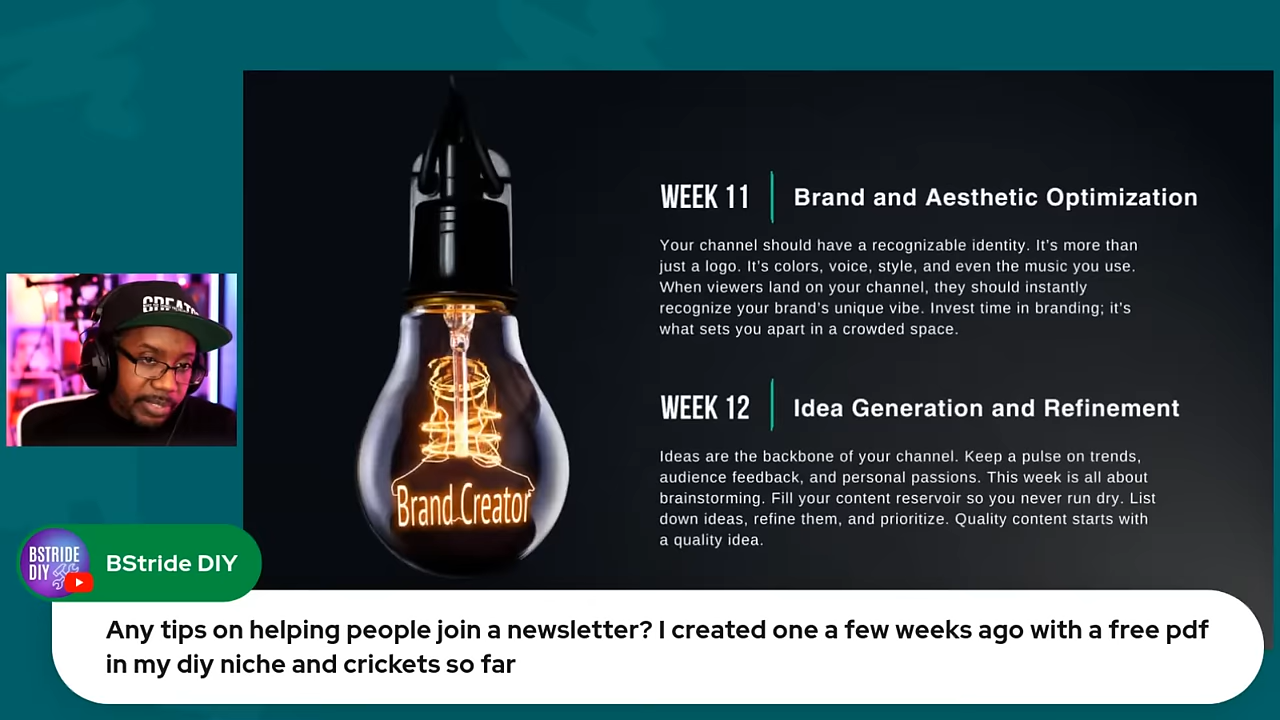 WEEK 11
Brand and Aesthetic Optimization
Your channel should have a recognizable identity. It's more than
just a logo. It's colors, voice, style, and even the music you use.
When viewers land on your channel, they should instantly
recognize your brand's unique vibe. Invest time in branding; it's
what sets you apart in a crowded space.
WEEK 12
Idea Generation and Refinement
Ideas are the backbone of your channel. Keep a pulse on trends,
audience feedback, and personal passions. This week is all about
brainstorming. Fill your content reservoir so you never run dry. List
down ideas, refine them, and prioritize. Quality content starts with
a quality idea.
Brand Creator
BSTRIDE
DIY
BStride DIY
Any tips on helping people join a newsletter? I created one a few weeks ago with a free pdf
in my diy niche and crickets so far